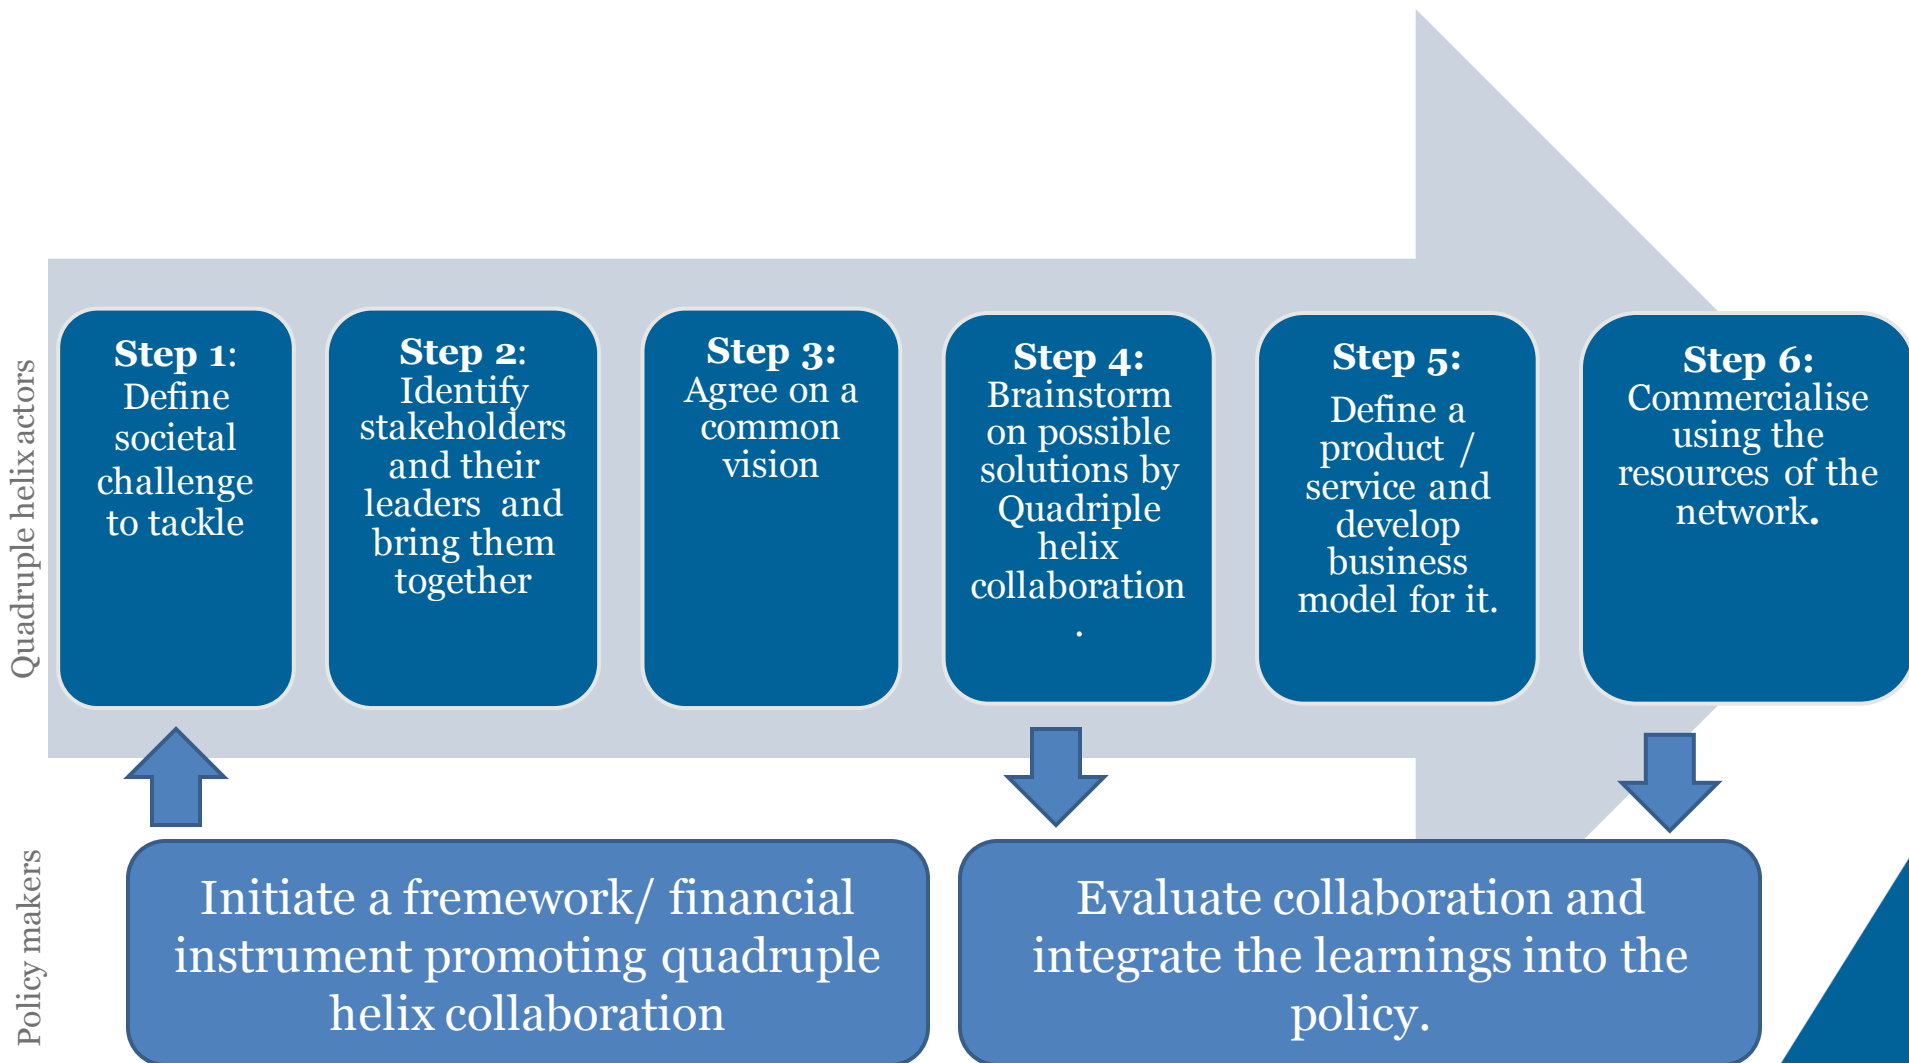 Quadruple helix actors
Step 1:
Define
societal
challenge
to tackle
Step 2:
Identify
stakeholders
and their
leaders and
bring them
together
Step 3:
Agree on a
common
vision
Step 4:
Brainstorm
on possible
solutions by
Quadriple
helix
collaboration
.
Step 5:
Define a
product /
service and
develop
business
model for it.
Step 6:
Commercialise
using the
resources of the
network.
Policy makers
Initiate a fremework/ financial
instrument promoting quadruple
helix collaboration
Evaluate collaboration and
integrate the learnings into the
policy.